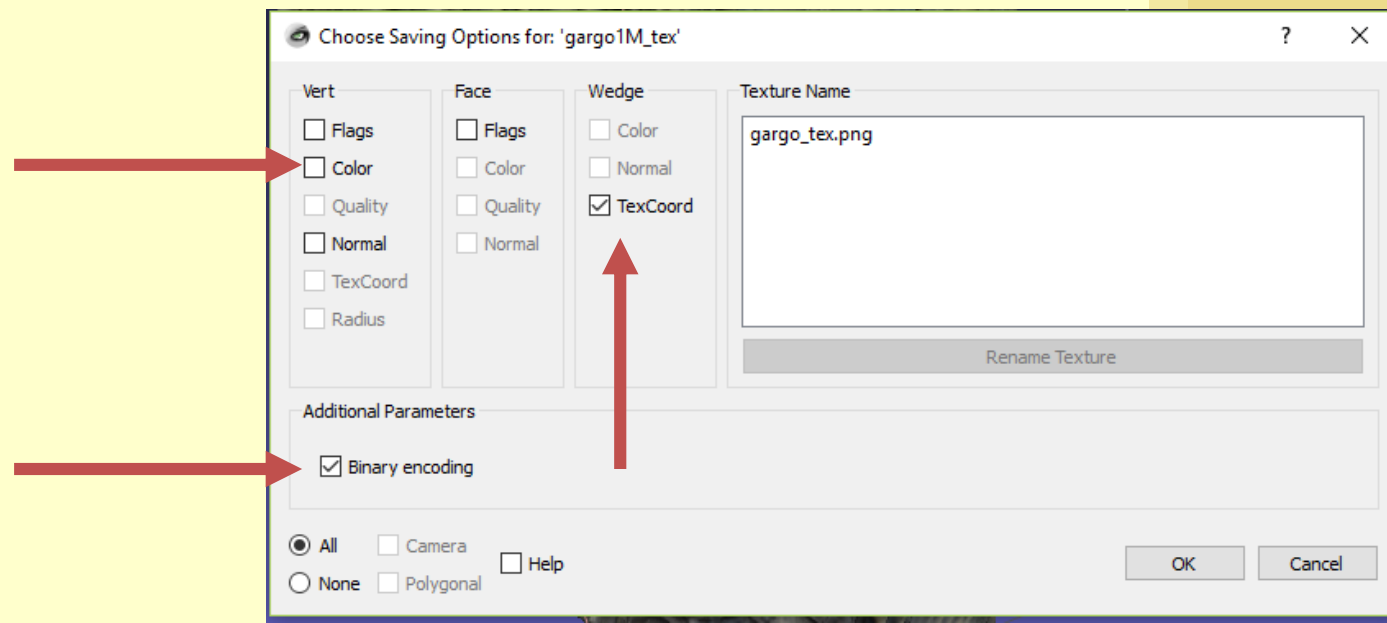 Choose Saving Options for: 'gargo1M_tex'
?
Vert
Flags
Color
Quality
Normal
TexCoord
Radius
Face
Flags
Color
Quality
Normal
Wedge
Color
Normal
TexCoord
Texture Name
gargo_tex.png
Rename Texture
Additional Parameters
Binary encoding
All
None
Camera
Polygonal
Help
OK
Cancel